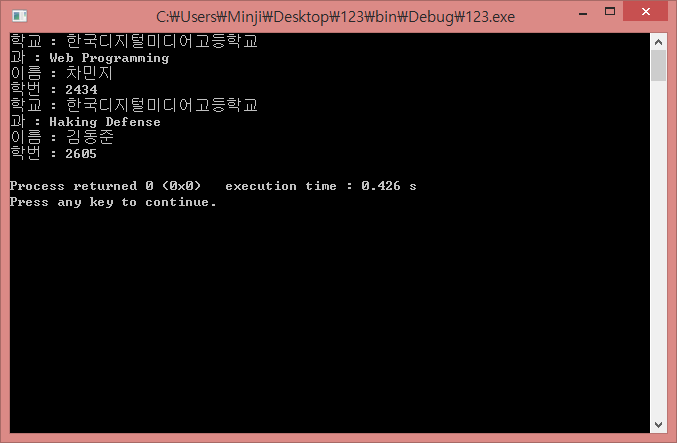 C:₩Users₩Minji₩Desktop₩123₩bin₩Debug₩123.exe
학교 : 한국디지털미디어고등학교
과 : Web Programming
이름 : 차민지
학번 : 2434
학교 : 한국디지털미디어고등학교
과 : Haking Defense
이름 : 김동준
학번 : 2605
Process returned 0 (0x0)   execution time : 0.426 s
Press any key to continue.